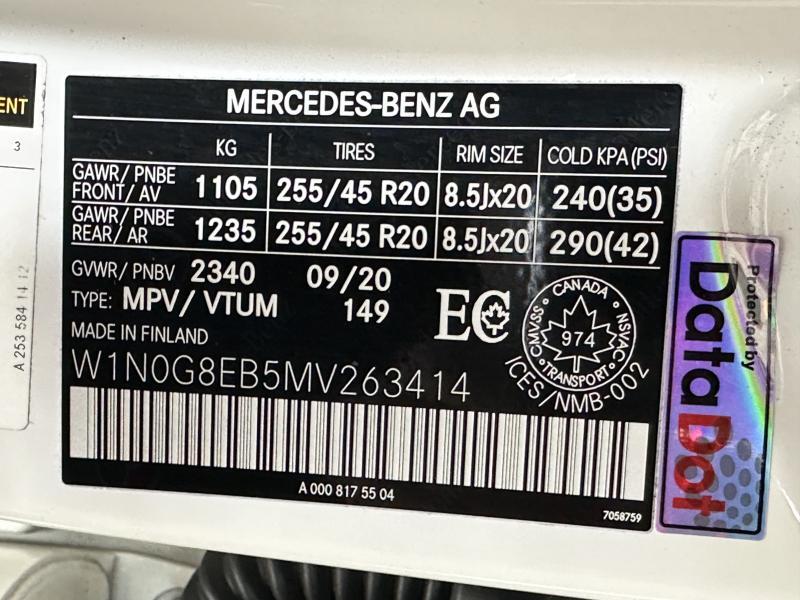 ENT
3
A 253 584 14 12
MERCEDES-BENZ AG
KG TIRES RIM SIZE COLD KPA (PSI)
GAWR/PNBE FRONT/AV 1105 255/45 R20 8.5Jx20 240(35)
GAWR/PNBE REAR/AR 1235 255/45 R20 8.5Jx20 290(42)
GVWR/PNBV 2340 09/20
TYPE: MPV/VTUM 149
MADE IN FINLAND
EC
CANADA
CMVSS 974 NSVAC
TRANSPORT
ICES/NMB-002
W1N0G8EB5MV263414
A 000 817 55 04
7058759
Protected by
DataDot